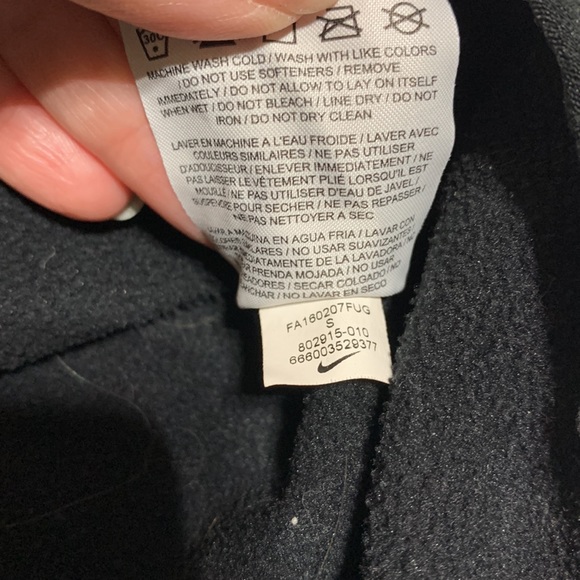 30C
MACHINE WASH COLD / WASH WITH LIKE COLORS
/ DO NOT USE SOFTENERS / REMOVE
IMMEDIATELY / DO NOT ALLOW TO LAY ON ITSELF
WHEN WET / DO NOT BLEACH / LINE DRY / DO NOT
IRON / DO NOT DRY CLEAN
LAVER EN MACHINE A L'EAU FROIDE / LAVER AVEC
COULEURS SIMILAIRES / NE PAS UTILISER
D'ADOUCISSEUR / ENLEVER IMMEDIATEMENT / NE
PAS LAISSER LE VÊTEMENT PLIÉ LORSQU'IL EST
MOUILLÉ / NE PAS UTILISER D'EAU DE JAVEL /
POUR SECHER / NE PAS REPASSER /
NE PAS NETTOYER A SEC
EN AGUA FRIA / LAVAR CON
/ NO USAR SUAVIZANTES /
DE LA LAVADORA / N
PRENDA MOJADA / NO USAR
/ SECAR COLGADO / NO
/ NO LAVAR EN SECO
FA160207FUG
S
802915-010
666003529377